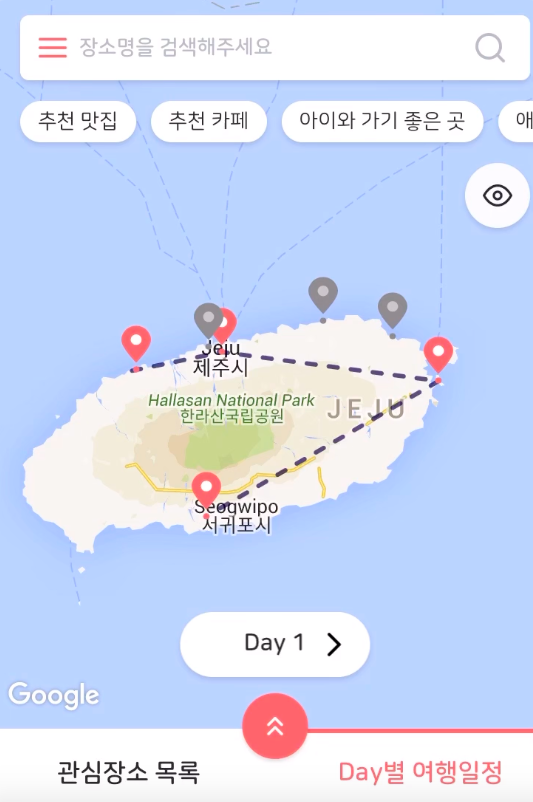 장소명을 검색해주세요
추천 맛집
추천 카페
아이와 가기 좋은 곳
애
Jeju
제주시
Hallasan National Park
한라산국립공원
JEJU
Seogwipo
서귀포시
Day 1
Google
관심장소 목록
Day별 여행일정